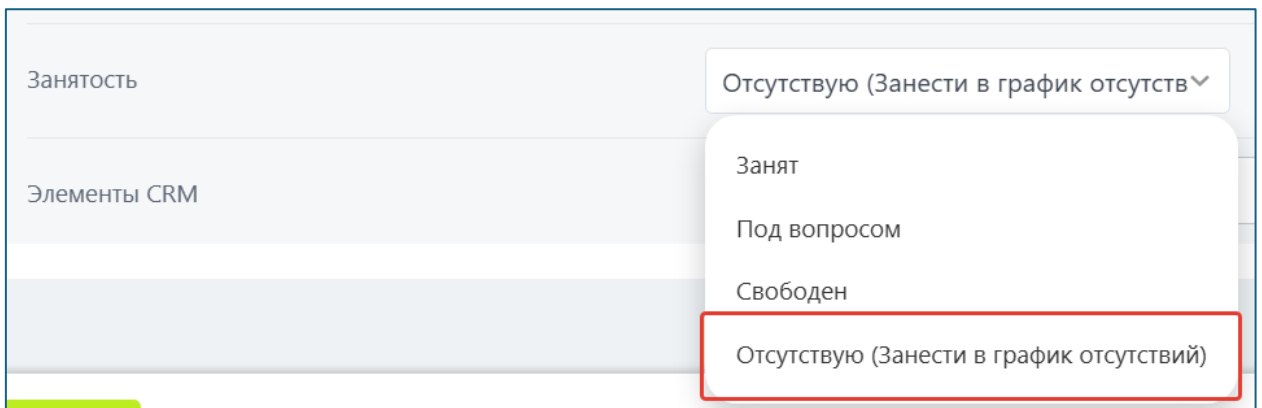 Занятость
Отсутствую (Занести в график отсутств
Занят
Элементы CRM
Под вопросом
Свободен
Отсутствую (Занести в график отсутствий)